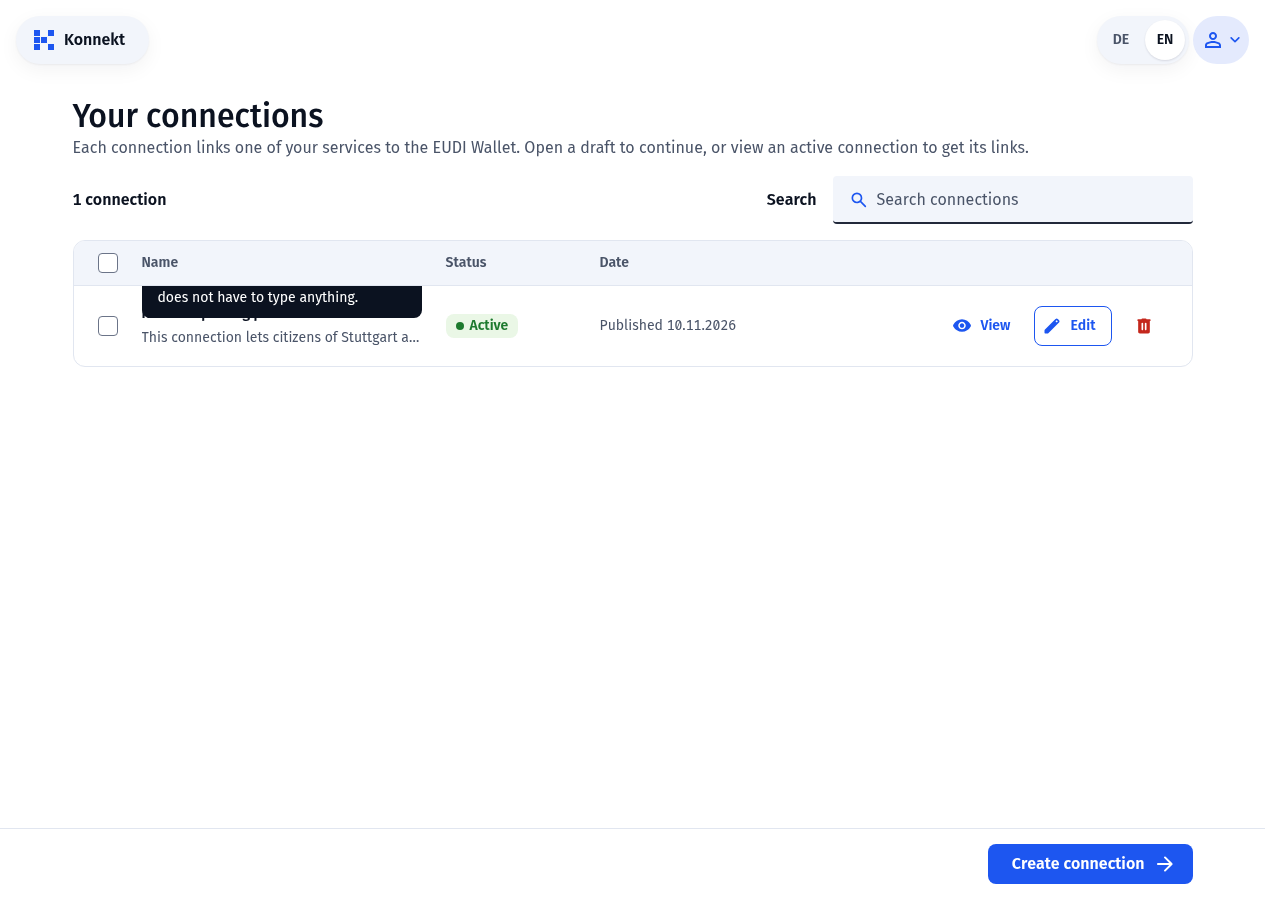 Konnekt
DE
EN
Your connections
Each connection links one of your services to the EUDI Wallet. Open a draft to continue, or view an active connection to get its links.
1 connection
Search
Search connections
Name
Status
Date
does not have to type anything.
This connection lets citizens of Stuttgart a...
Active
Published 10.11.2026
View
Edit
Create connection